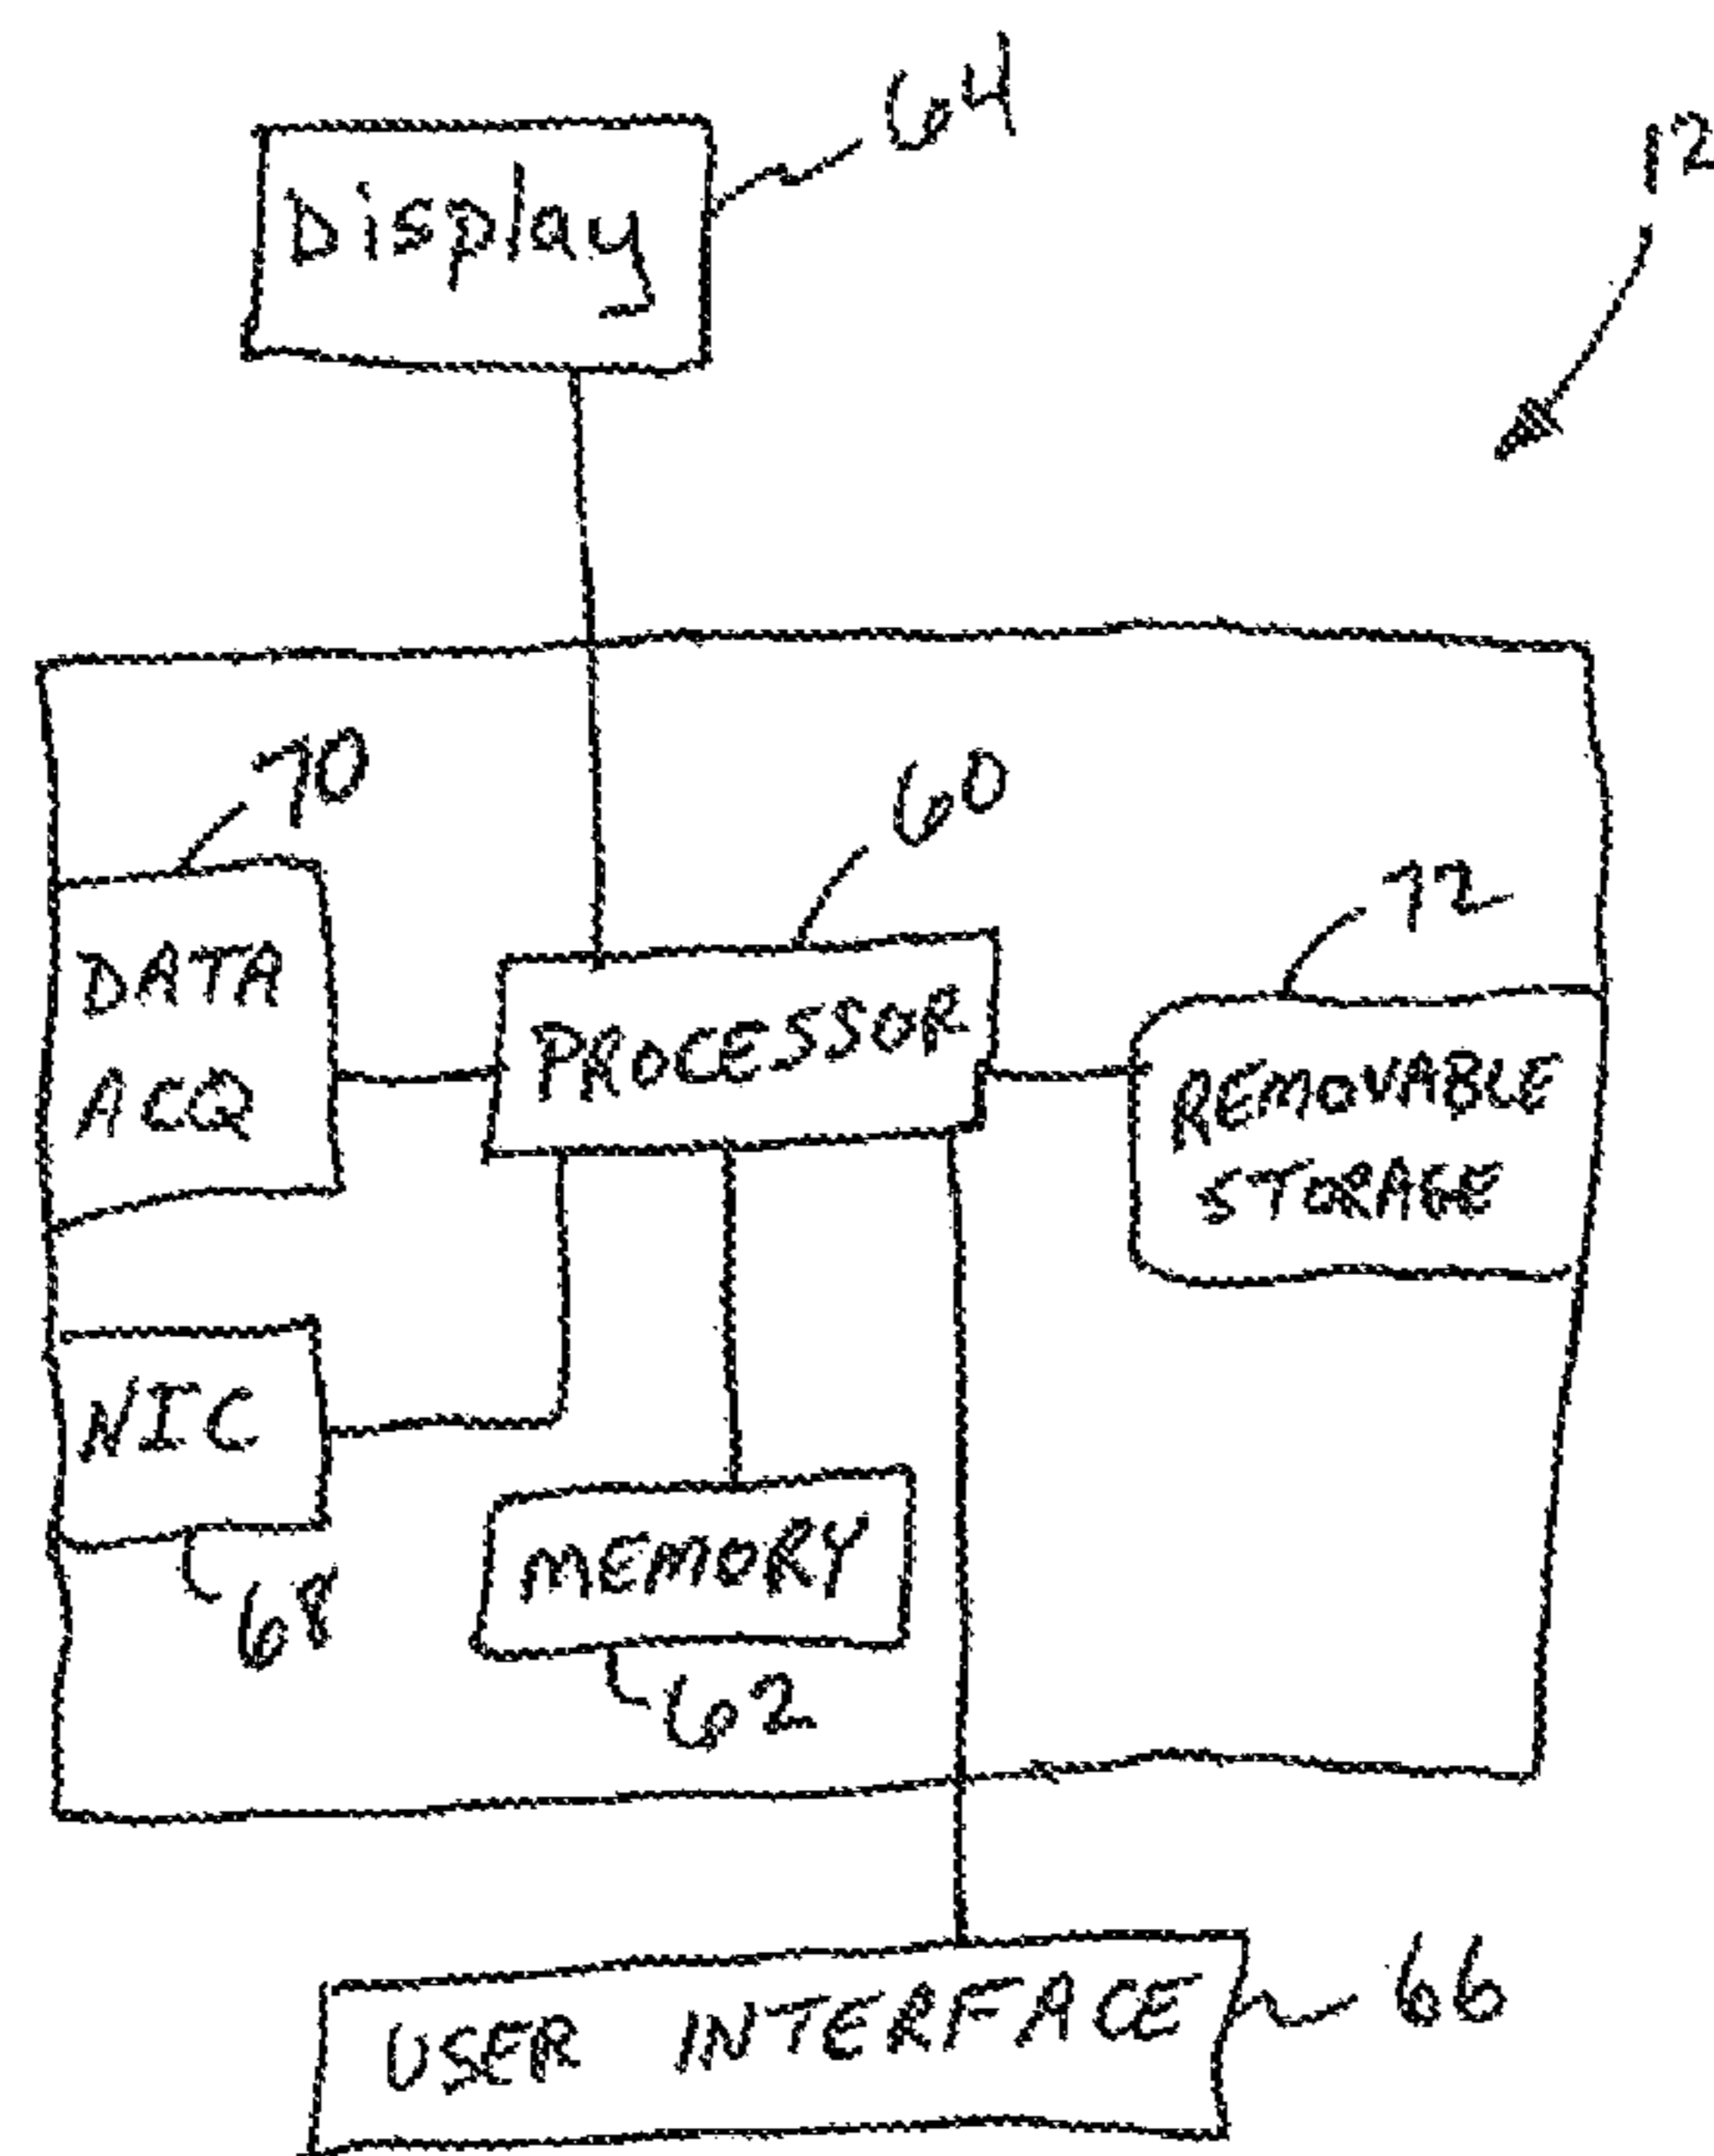 64
12
Display
70
60
72
DATA
ACQ
PROCESSOR
REMOVABLE
STORAGE
NIC
68
MEMORY
62
USER INTERFACE
66